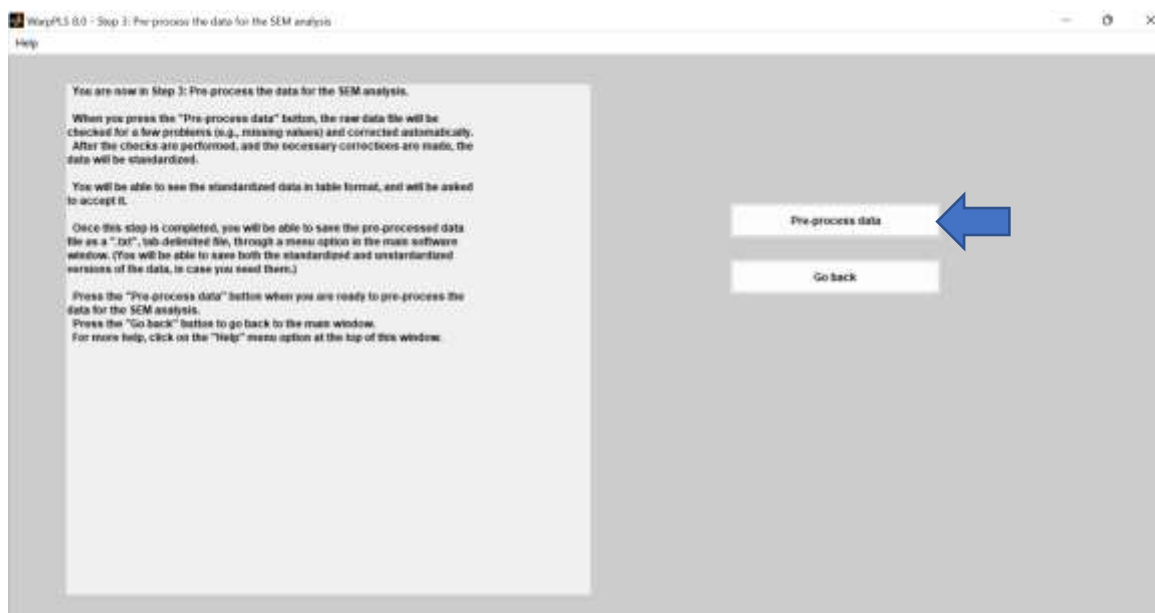 WarpPLS 8.0 - Step 3: Pre-process the data for the SEM analysis
Help
You are now in Step 3: Pre-process the data for the SEM analysis.
When you press the "Pre-process data" button, the raw data file will be
checked for a few problems (e.g., missing values) and corrected automatically.
After the checks are performed, and the necessary corrections are made, the
data will be standardized.
You will be able to see the standardized data in table format, and will be asked
to accept it.
Once this step is completed, you will be able to save the pre-processed data
file as a ".txt", tab-delimited file, through a menu option in the main software
window. (You will be able to save both the standardized and unstandardized
versions of the data, in case you need them.)
Press the "Pre-process data" button when you are ready to pre-process the
data for the SEM analysis.
Press the "Go back" button to go back to the main window.
For more help, click on the "Help" menu option at the top of this window.
Pre-process data
Go back